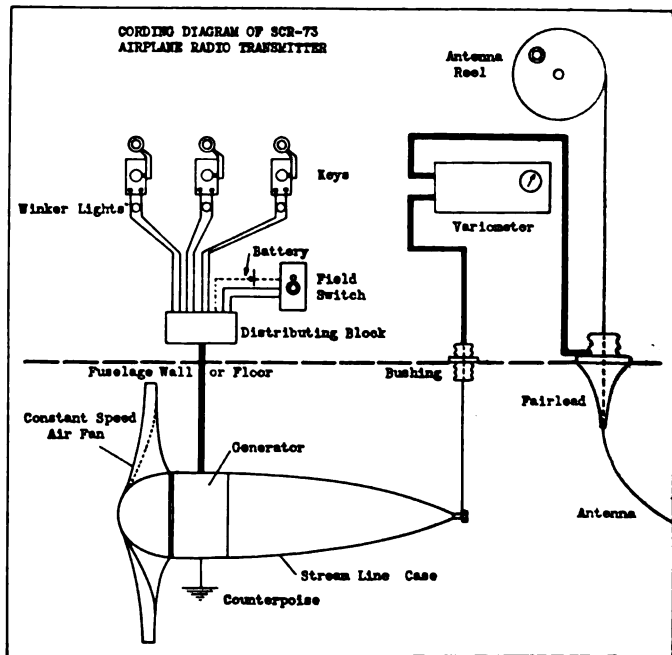 CORDING DIAGRAM OF SCR-73
AIRPLANE RADIO TRANSMITTER
Antenna
Reel
Keys
Winker Lights
Variometer
Battery
Field
Switch
Distributing Block
Fuselage Wall or Floor
Bushing
Fairlead
Constant Speed
Air Fan
Generator
Antenna
Stream Line Case
Counterpoise